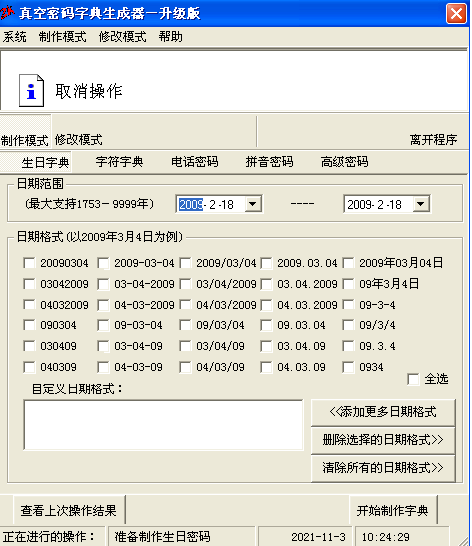 真空密码字典生成器—升级版
系统 制作模式 修改模式 帮助
取消操作
制作模式 修改模式 离开程序
生日字典 字符字典 电话密码 拼音密码 高级密码
日期范围
(最大支持1753－9999年) 2009- 2 -18 ---- 2009- 2 -18
日期格式(以2009年3月4日为例)
20090304 2009-03-04 2009/03/04 2009.03.04 2009年03月04日
03042009 03-04-2009 03/04/2009 03.04.2009 09年3月4日
04032009 04-03-2009 04/03/2009 04.03.2009 09-3-4
090304 09-03-04 09/03/04 09.03.04 09/3/4
030409 03-04-09 03/04/09 03.04.09 09.3.4
040309 04-03-09 04/03/09 04.03.09 0934
全选
自定义日期格式：
<<添加更多日期格式
删除选择的日期格式>>
清除所有的日期格式>>
查看上次操作结果 开始制作字典
正在进行的操作： 准备制作生日密码 2021-11-3 10:24:29